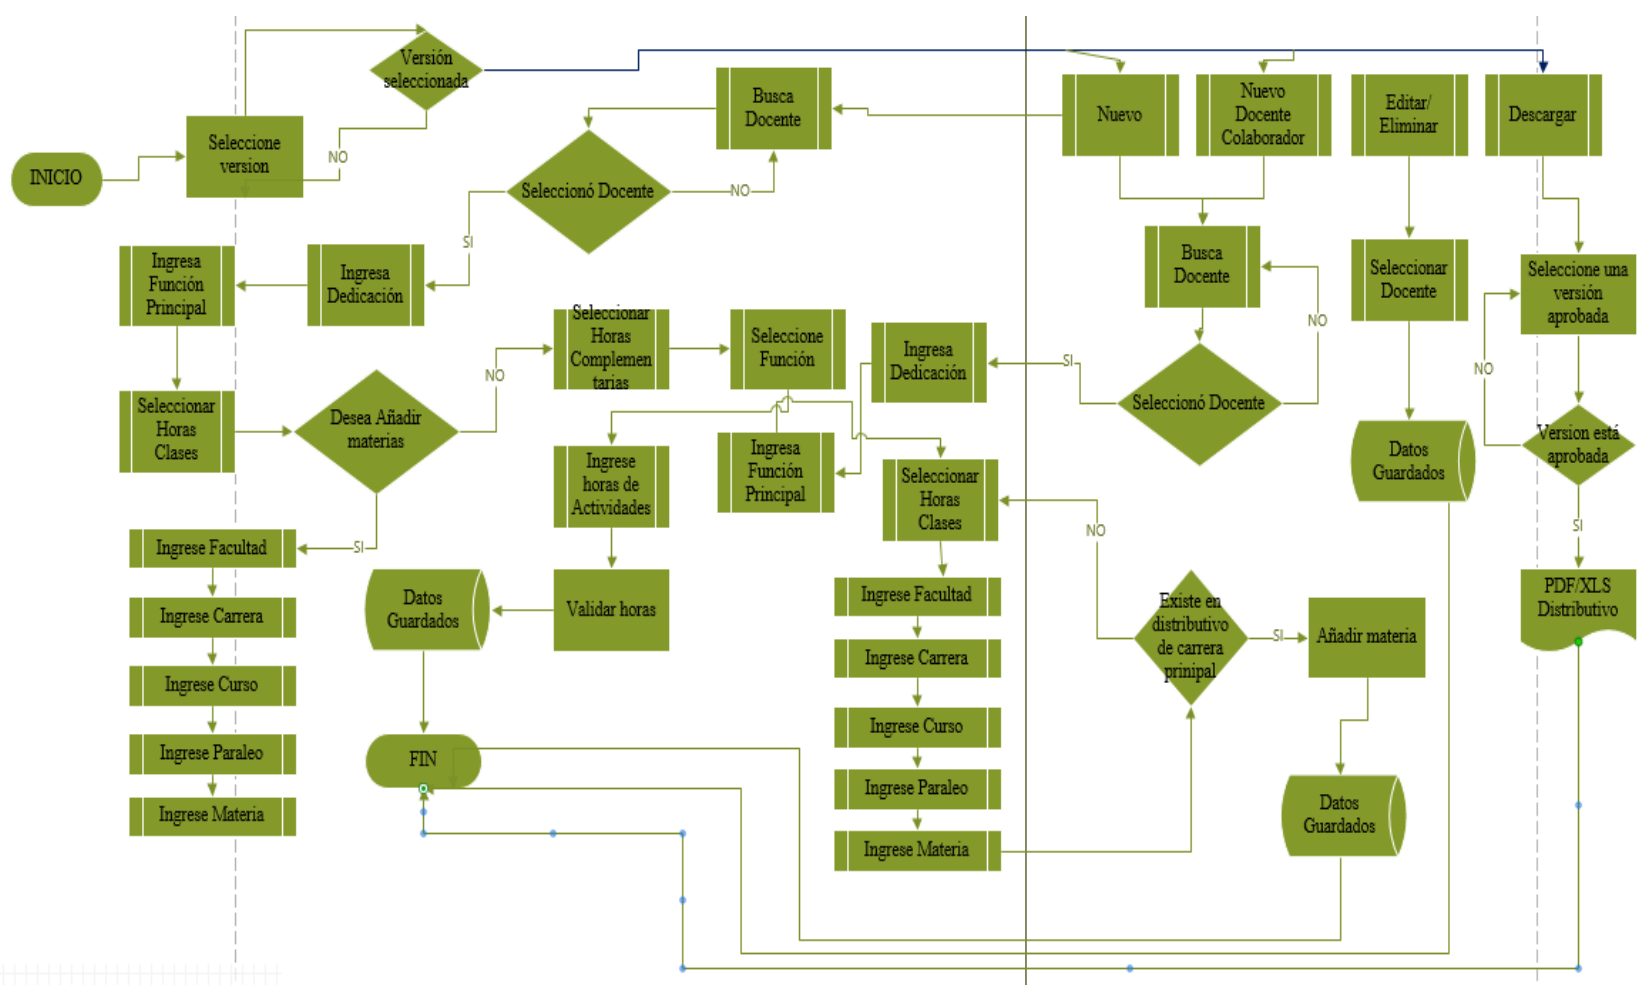 Versión
seleccionada
Seleccione
version
INICIO
NO
Busca
Docente
Seleccionó Docente
NO
SI
Nuevo
Nuevo
Docente
Colaborador
Editar/
Eliminar
Descargar
Ingresa
Función
Principal
Ingresa
Dedicación
Seleccionar
Horas
Clases
Desea Añadir
materias
NO
SI
Seleccionar
Horas
Complemen
tarias
Seleccione
Función
Ingrese
horas de
Actividades
Validar horas
Datos
Guardados
FIN
Ingrese Facultad
Ingrese Carrera
Ingrese Curso
Ingrese Paraleo
Ingrese Materia
Busca
Docente
NO
Seleccionó Docente
SI
Ingresa
Dedicación
Ingresa
Función
Principal
Seleccionar
Horas
Clases
Ingrese Facultad
Ingrese Carrera
Ingrese Curso
Ingrese Paraleo
Ingrese Materia
NO
Existe en
distributivo
de carrera
prinipal
SI
Añadir materia
Datos
Guardados
Seleccionar
Docente
Datos
Guardados
Seleccione una
versión
aprobada
NO
Version está
aprobada
SI
PDF/XLS
Distributivo